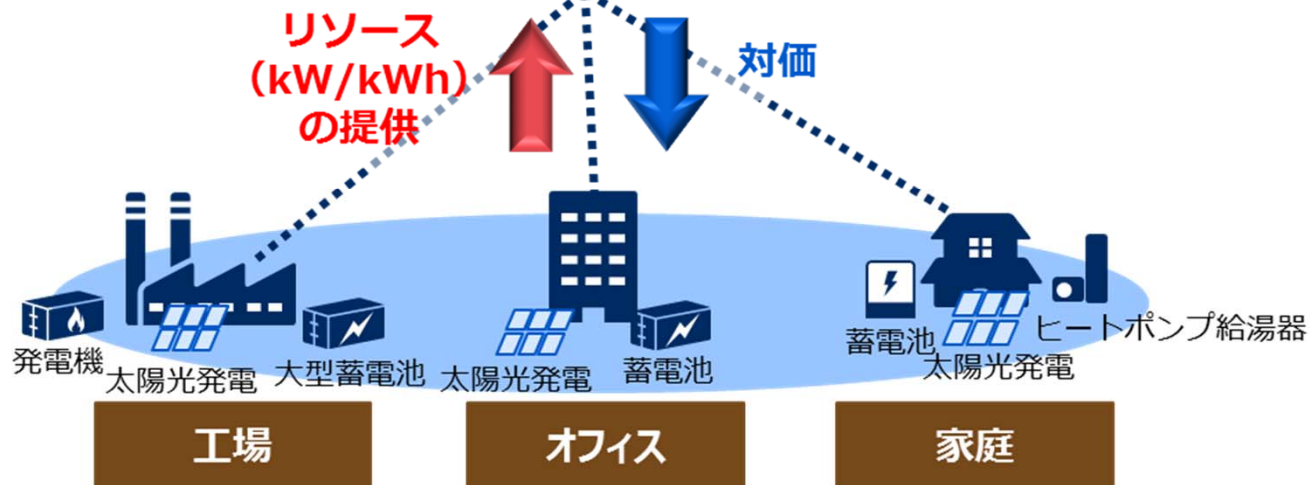 リソース
（kW/kWh）
の提供
対価
発電機
太陽光発電
大型蓄電池
太陽光発電
蓄電池
蓄電池
太陽光発電
ヒートポンプ給湯器
工場
オフィス
家庭